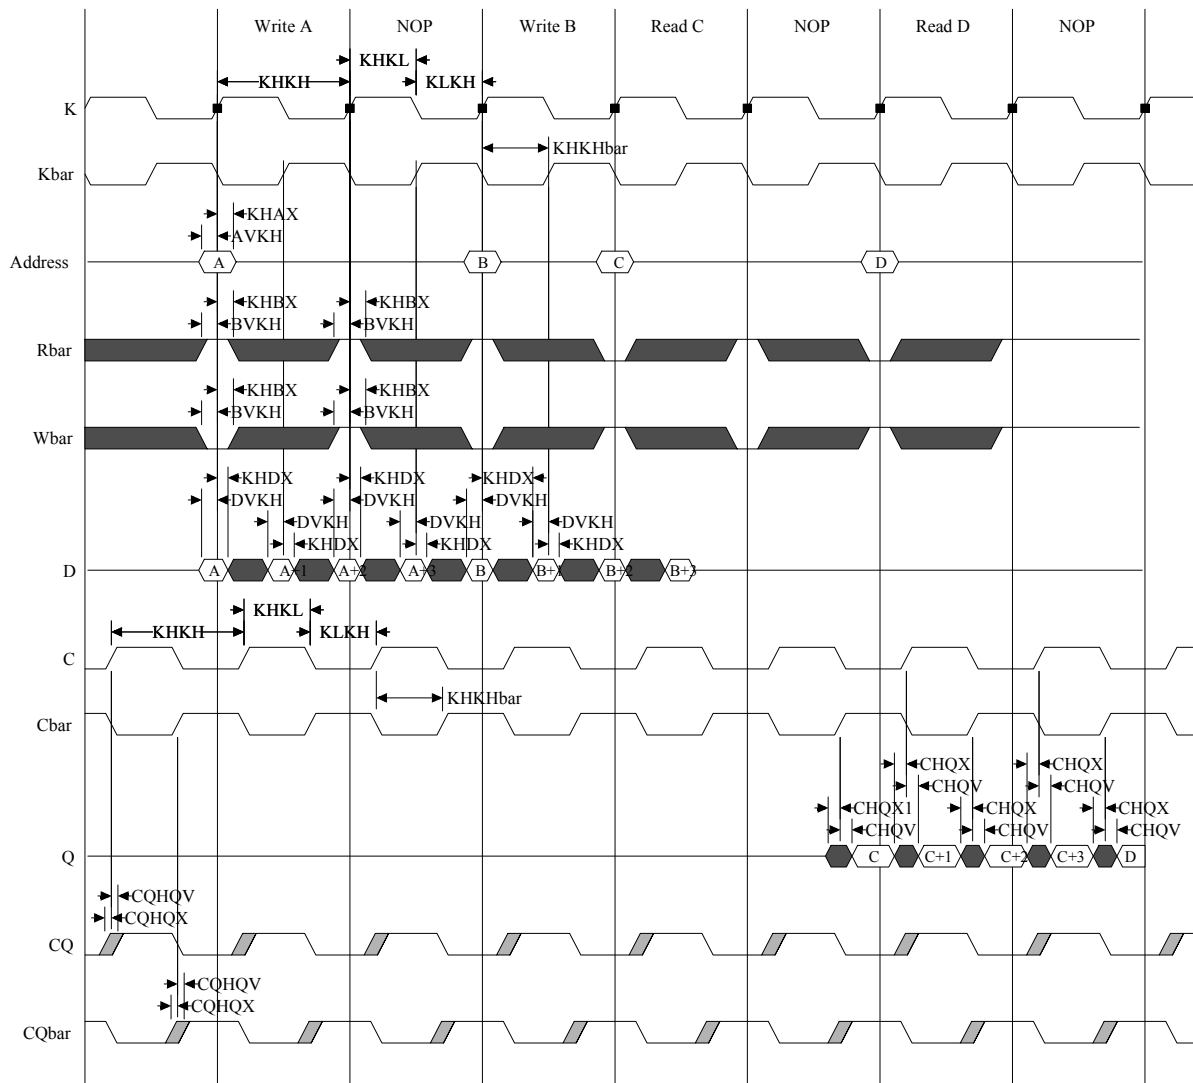 Write A NOP Write B Read C NOP Read D NOP
KHKL
KHKH KLKH
K
KHKHbar
Kbar
KHAX
AVKH
Address A B C D
KHBX KHBX
BVKH BVKH
Rbar
KHBX KHBX
BVKH BVKH
Wbar
KHDX KHDX KHDX
DVKH DVKH DVKH
DVKH DVKH DVKH
KHDX KHDX KHDX
D A A+1 A+2 A+3 B B+1 B+2 B+3
KHKL
KHKH KLKH
C
KHKHbar
Cbar
CHQX CHQX
CHQV CHQV
CHQX1 CHQX CHQX
CHQV CHQV CHQV
Q C C+1 C+2 C+3 D
CQHQV
CQHQX
CQ
CQHQV
CQHQX
CQbar